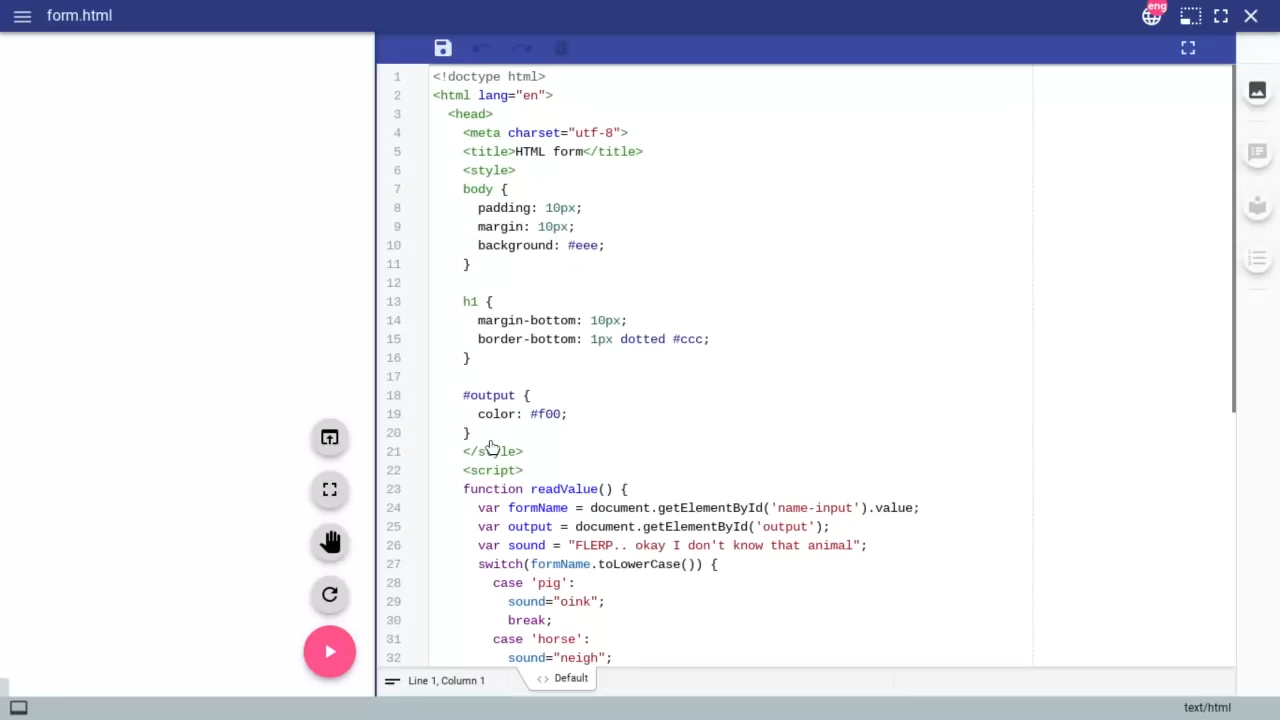 form.html
eng
1 <!doctype html>
2 <html lang="en">
3 <head>
4 <meta charset="utf-8">
5 <title>HTML form</title>
6 <style>
7 body {
8 padding: 10px;
9 margin: 10px;
10 background: #eee;
11 }
12
13 h1 {
14 margin-bottom: 10px;
15 border-bottom: 1px dotted #ccc;
16 }
17
18 #output {
19 color: #f00;
20 }
21 </style>
22 <script>
23 function readValue() {
24 var formName = document.getElementById('name-input').value;
25 var output = document.getElementById('output');
26 var sound = "FLERP.. okay I don't know that animal";
27 switch(formName.toLowerCase()) {
28 case 'pig':
29 sound="oink";
30 break;
31 case 'horse':
32 sound="neigh";
Line 1, Column 1
<> Default
text/html